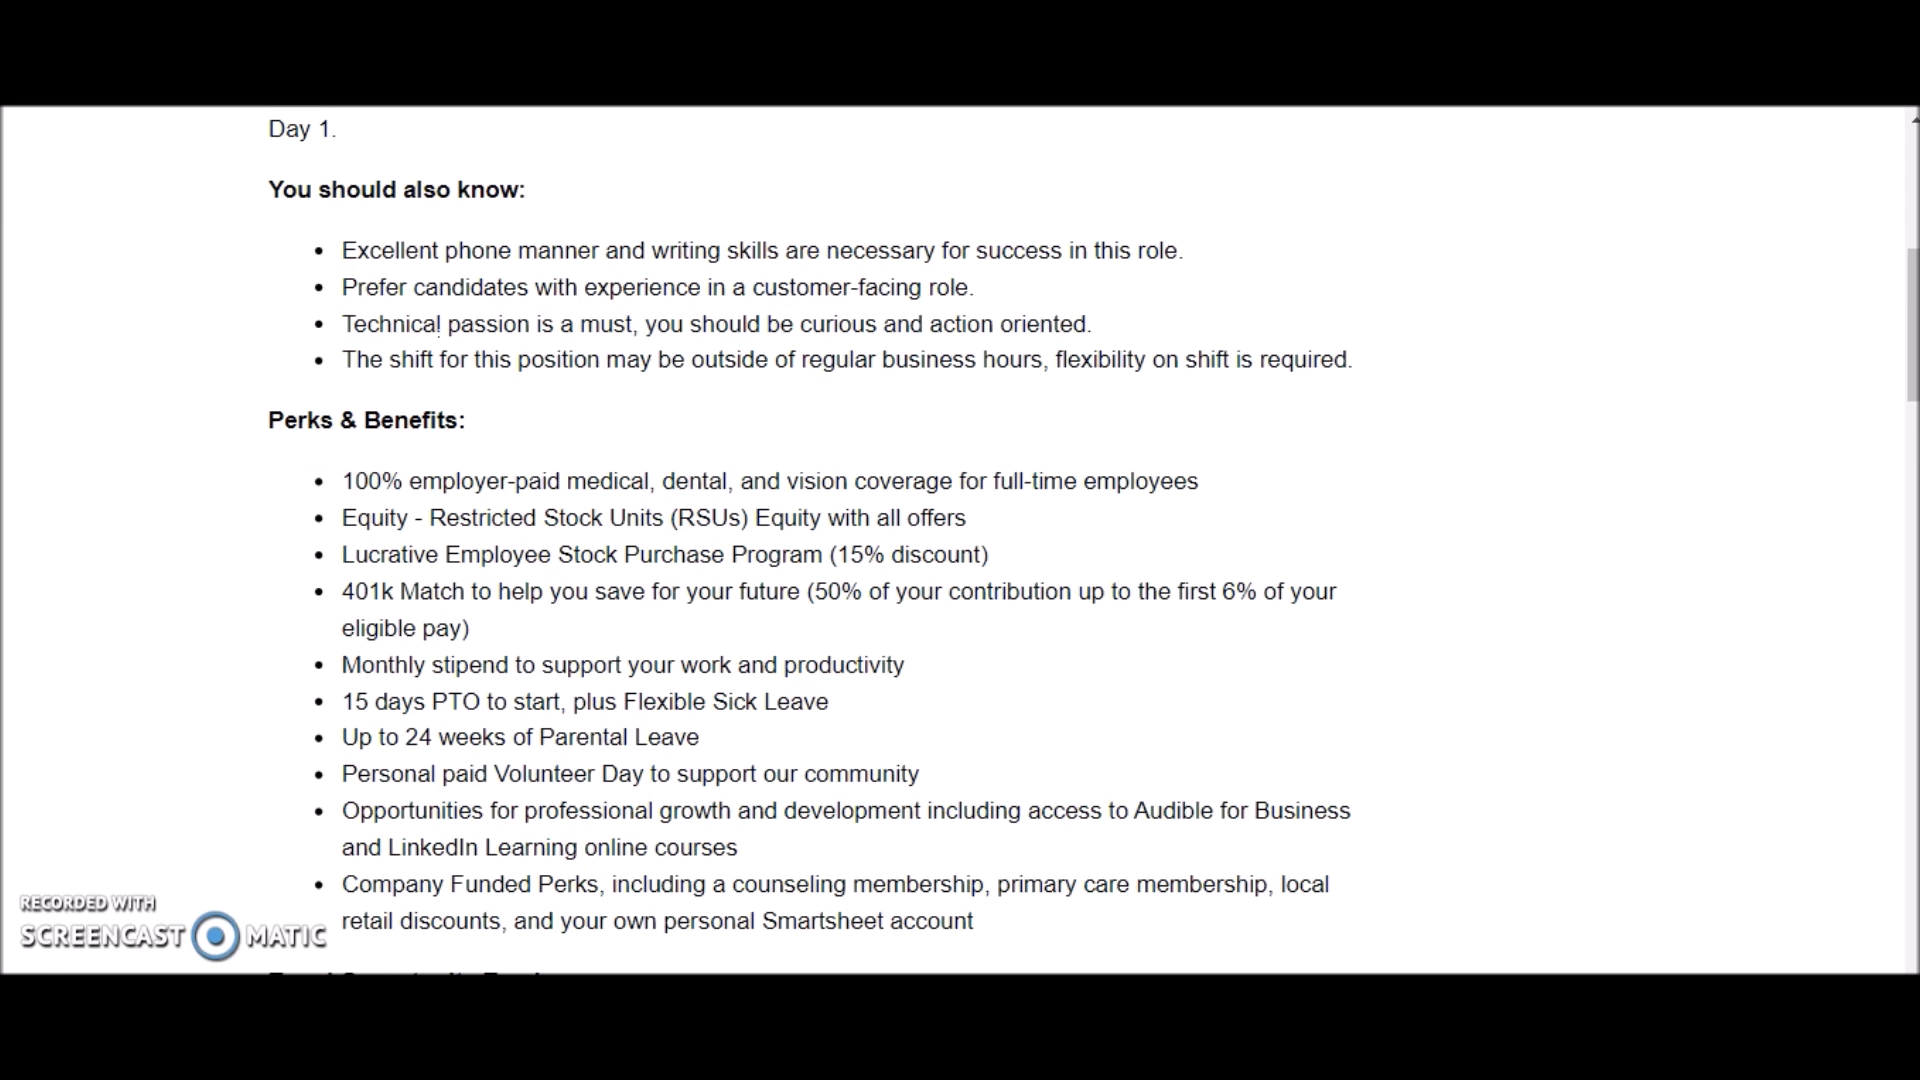 Day 1.
You should also know:
• Excellent phone manner and writing skills are necessary for success in this role.
• Prefer candidates with experience in a customer-facing role.
• Technical passion is a must, you should be curious and action oriented.
• The shift for this position may be outside of regular business hours, flexibility on shift is required.
Perks & Benefits:
• 100% employer-paid medical, dental, and vision coverage for full-time employees
• Equity - Restricted Stock Units (RSUs) Equity with all offers
• Lucrative Employee Stock Purchase Program (15% discount)
• 401k Match to help you save for your future (50% of your contribution up to the first 6% of your
eligible pay)
• Monthly stipend to support your work and productivity
• 15 days PTO to start, plus Flexible Sick Leave
• Up to 24 weeks of Parental Leave
• Personal paid Volunteer Day to support our community
• Opportunities for professional growth and development including access to Audible for Business
and LinkedIn Learning online courses
• Company Funded Perks, including a counseling membership, primary care membership, local
retail discounts, and your own personal Smartsheet account
RECORDED WITH
SCREENCAST MATIC